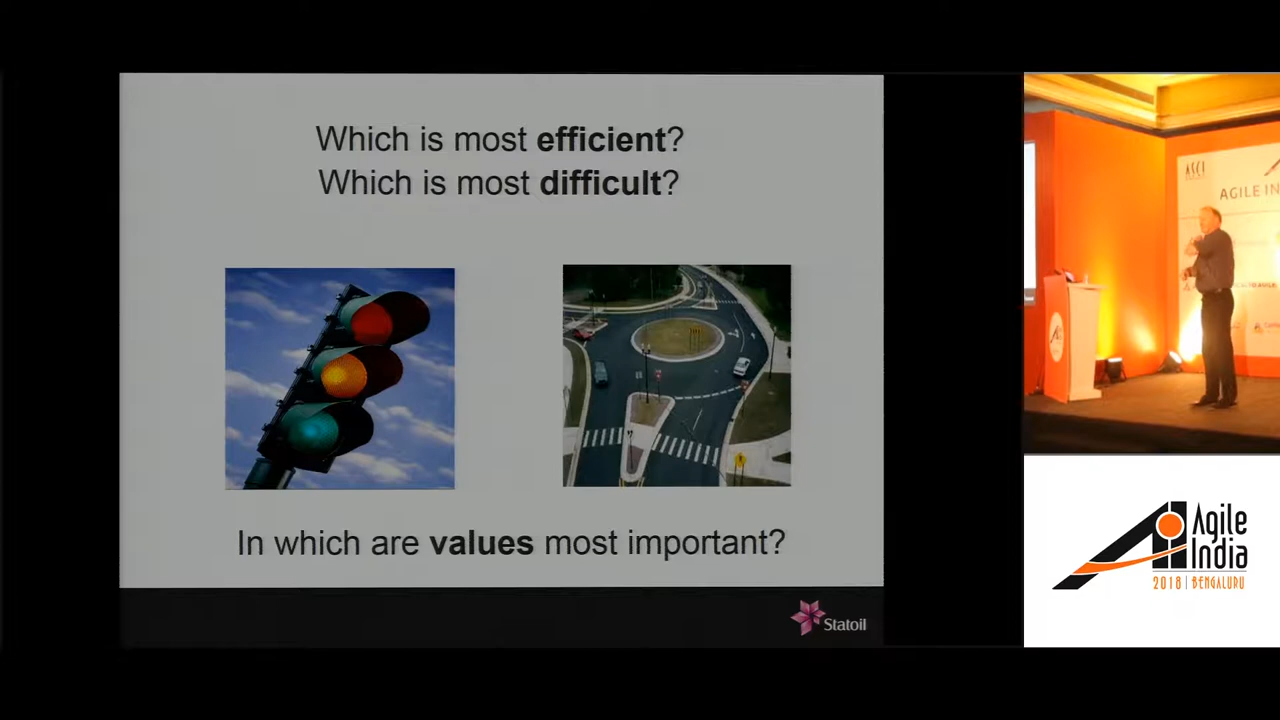 Which is most efficient?
Which is most difficult?
In which are values most important?
Statoil
ASCI
AGILE IN
Agile
India
2018 | BENGALURU